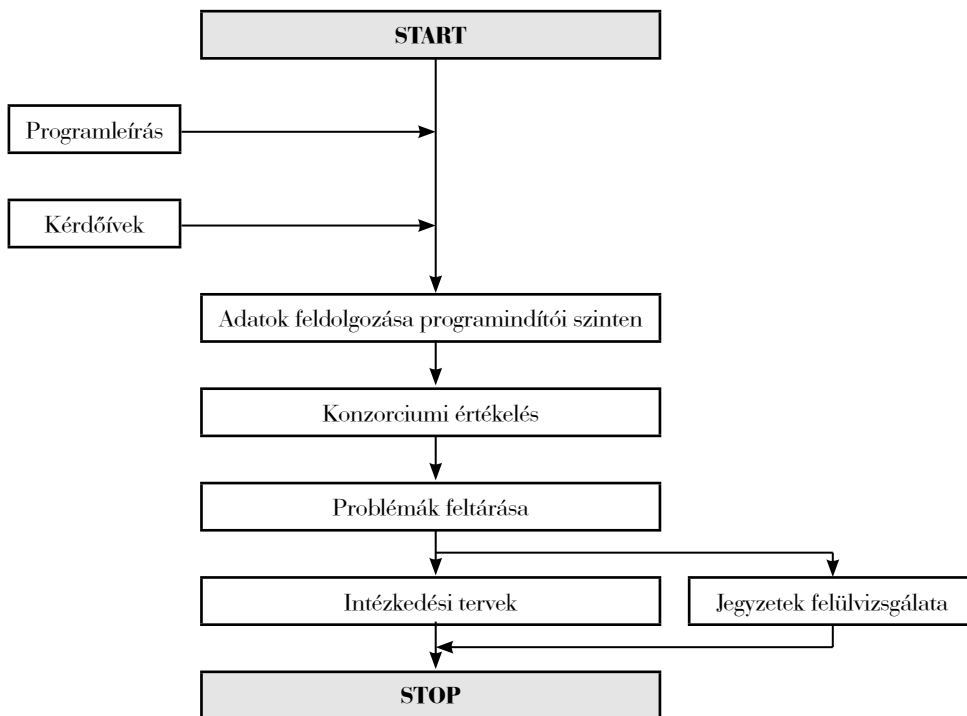 START
Programleírás
Kérdőívek
Adatok feldolgozása programindítói szinten
Konzorciumi értékelés
Problémák feltárása
Intézkedési tervek
Jegyzetek felülvizsgálata
STOP